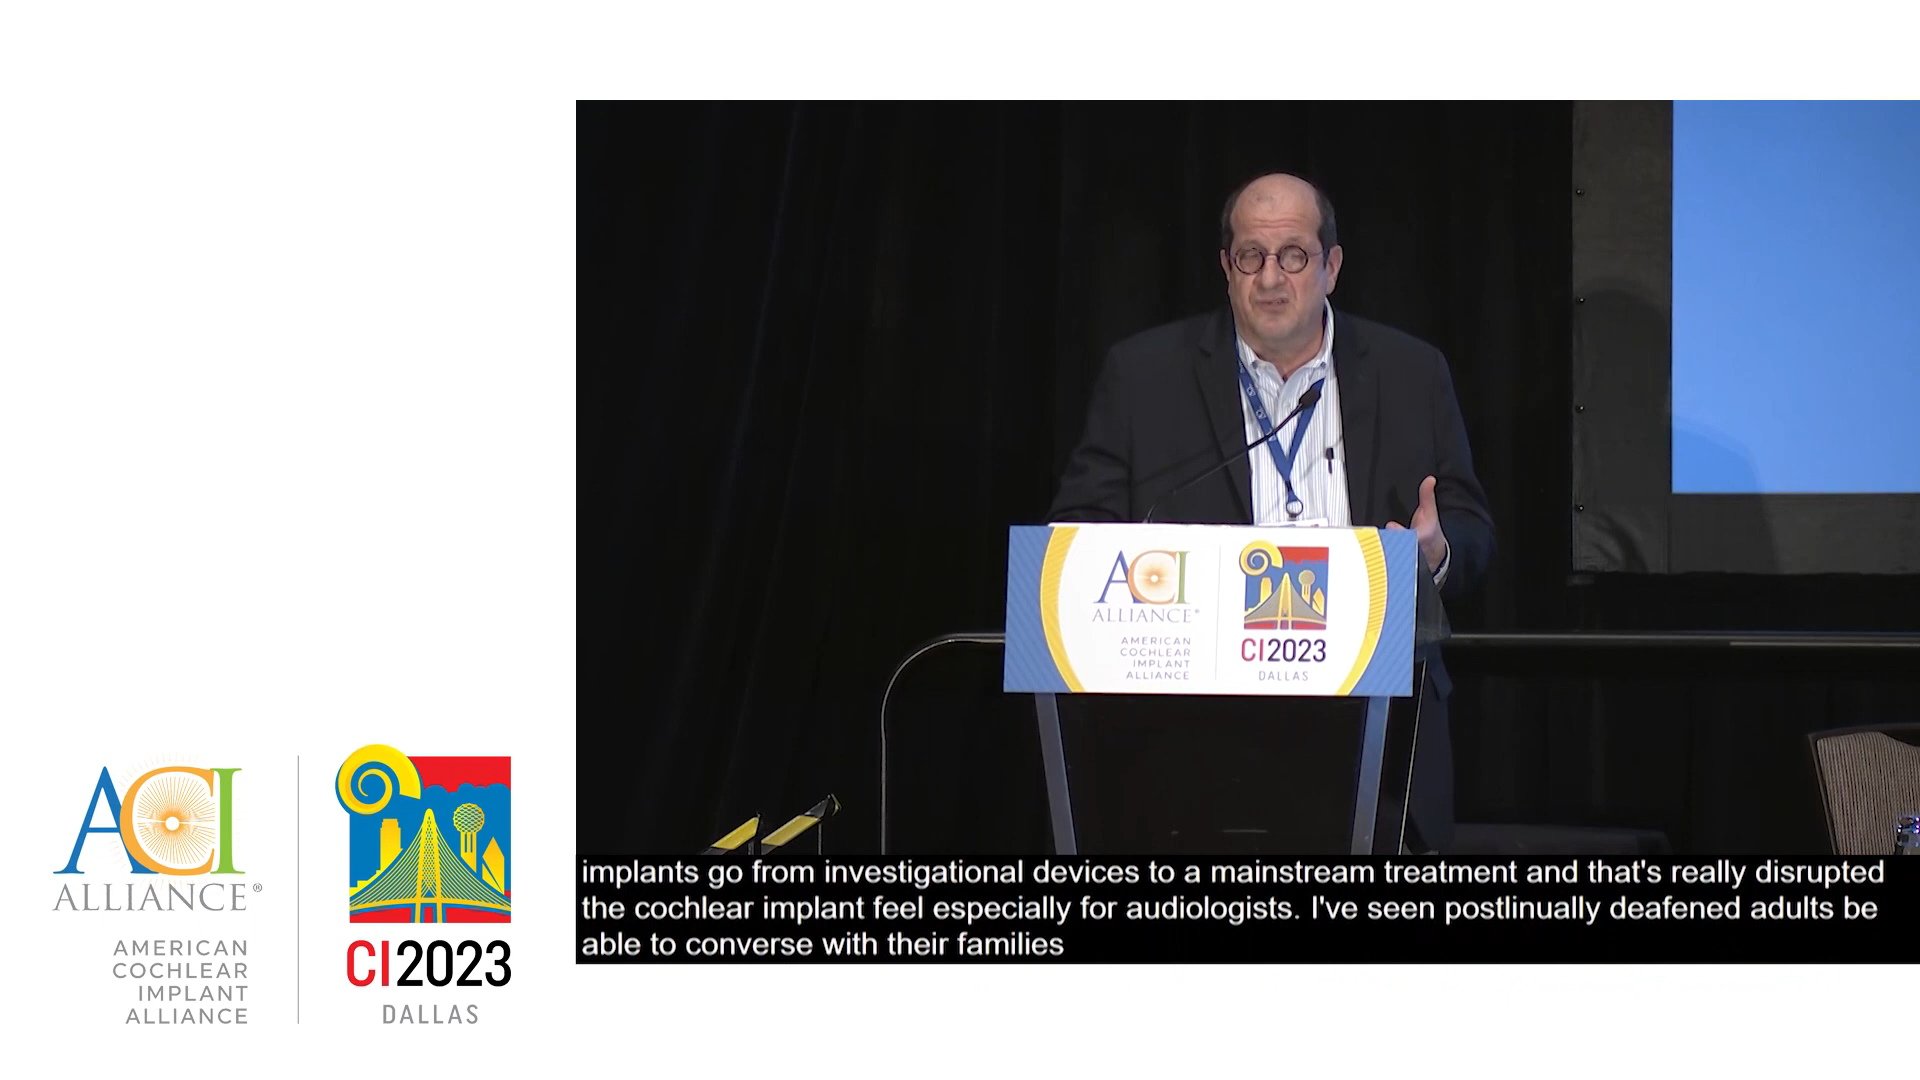 ACI
ALLIANCE®
AMERICAN
COCHLEAR
IMPLANT
ALLIANCE
CI2023
DALLAS
ACI
ALLIANCE®
AMERICAN
COCHLEAR
IMPLANT
ALLIANCE
CI2023
DALLAS
implants go from investigational devices to a mainstream treatment and that's really disrupted
the cochlear implant feel especially for audiologists. I've seen postlinually deafened adults be
able to converse with their families